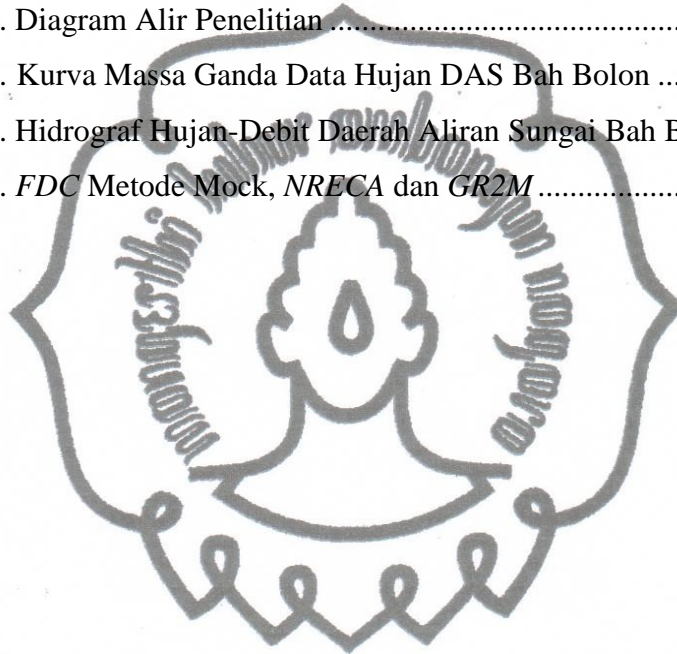 . Diagram Alir Penelitian ....................................
. Kurva Massa Ganda Data Hujan DAS Bah Bolon ...
. Hidrograf Hujan-Debit Daerah Aliran Sungai Bah B
. FDC Metode Mock, NRECA dan GR2M ..................